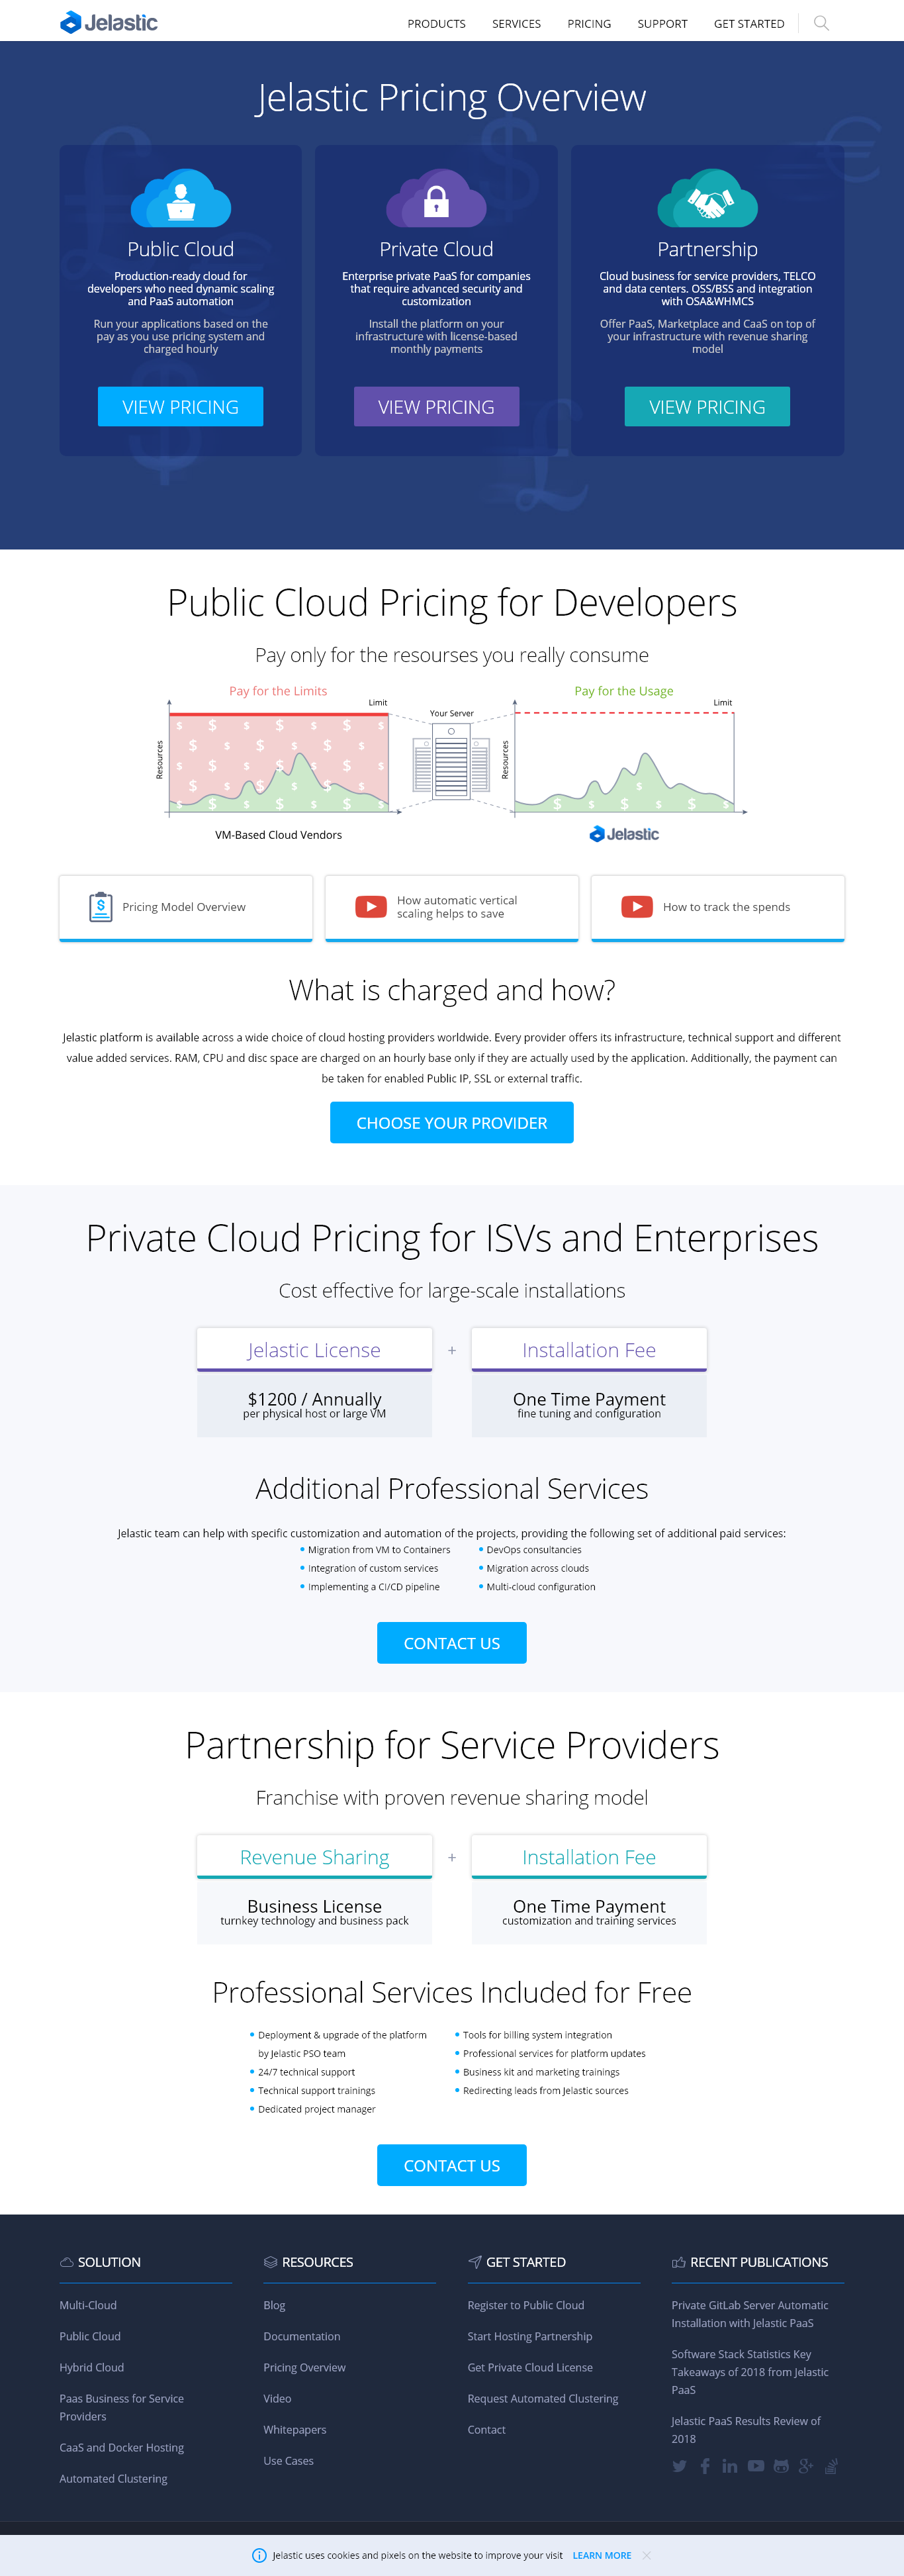 Jelastic
PRODUCTS
SERVICES
PRICING
SUPPORT
GET STARTED
Jelastic Pricing Overview
Public Cloud
Production-ready cloud for
developers who need dynamic scaling
and PaaS automation
Run your applications based on the
pay as you use pricing system and
charged hourly
VIEW PRICING
Private Cloud
Enterprise private PaaS for companies
that require advanced security and
customization
Install the platform on your
infrastructure with license-based
monthly payments
VIEW PRICING
Partnership
Cloud business for service providers, TELCO
and data centers. OSS/BSS and integration
with OSA&WHMCS
Offer PaaS, Marketplace and CaaS on top of
your infrastructure with revenue sharing
model
VIEW PRICING
Public Cloud Pricing for Developers
Pay only for the resourses you really consume
Pay for the Limits
Limit
Resources
VM-Based Cloud Vendors
Your Server
Pay for the Usage
Limit
Resources
Jelastic
Pricing Model Overview
How automatic vertical
scaling helps to save
How to track the spends
What is charged and how?
Jelastic platform is available across a wide choice of cloud hosting providers worldwide. Every provider offers its infrastructure, technical support and different
value added services. RAM, CPU and disc space are charged on an hourly base only if they are actually used by the application. Additionally, the payment can
be taken for enabled Public IP, SSL or external traffic.
CHOOSE YOUR PROVIDER
Private Cloud Pricing for ISVs and Enterprises
Cost effective for large-scale installations
Jelastic License
$1200 / Annually
per physical host or large VM
+
Installation Fee
One Time Payment
fine tuning and configuration
Additional Professional Services
Jelastic team can help with specific customization and automation of the projects, providing the following set of additional paid services:
Migration from VM to Containers
Integration of custom services
Implementing a CI/CD pipeline
DevOps consultancies
Migration across clouds
Multi-cloud configuration
CONTACT US
Partnership for Service Providers
Franchise with proven revenue sharing model
Revenue Sharing
Business License
turnkey technology and business pack
+
Installation Fee
One Time Payment
customization and training services
Professional Services Included for Free
Deployment & upgrade of the platform
by Jelastic PSO team
24/7 technical support
Technical support trainings
Dedicated project manager
Tools for billing system integration
Professional services for platform updates
Business kit and marketing trainings
Redirecting leads from Jelastic sources
CONTACT US
SOLUTION
Multi-Cloud
Public Cloud
Hybrid Cloud
Paas Business for Service
Providers
CaaS and Docker Hosting
Automated Clustering
RESOURCES
Blog
Documentation
Pricing Overview
Video
Whitepapers
Use Cases
GET STARTED
Register to Public Cloud
Start Hosting Partnership
Get Private Cloud License
Request Automated Clustering
Contact
RECENT PUBLICATIONS
Private GitLab Server Automatic
Installation with Jelastic PaaS
Software Stack Statistics Key
Takeaways of 2018 from Jelastic
PaaS
Jelastic PaaS Results Review of
2018
Jelastic uses cookies and pixels on the website to improve your visit
LEARN MORE